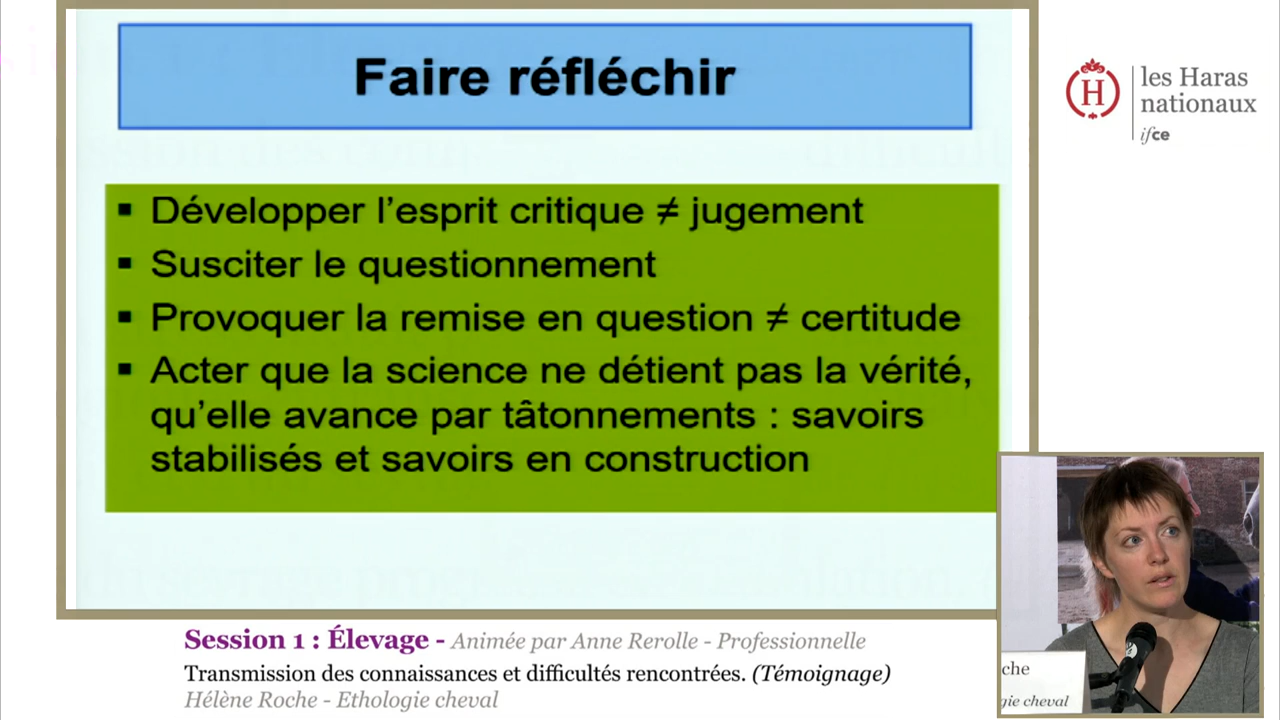 Faire réfléchir
▪ Développer l’esprit critique ≠ jugement
▪ Susciter le questionnement
▪ Provoquer la remise en question ≠ certitude
▪ Acter que la science ne détient pas la vérité,
qu’elle avance par tâtonnements : savoirs
stabilisés et savoirs en construction
H
les Haras
nationaux
ifce
che
gie cheval
Session 1 : Élevage - Animée par Anne Rerolle - Professionnelle
Transmission des connaissances et difficultés rencontrées. (Témoignage)
Hélène Roche - Ethologie cheval